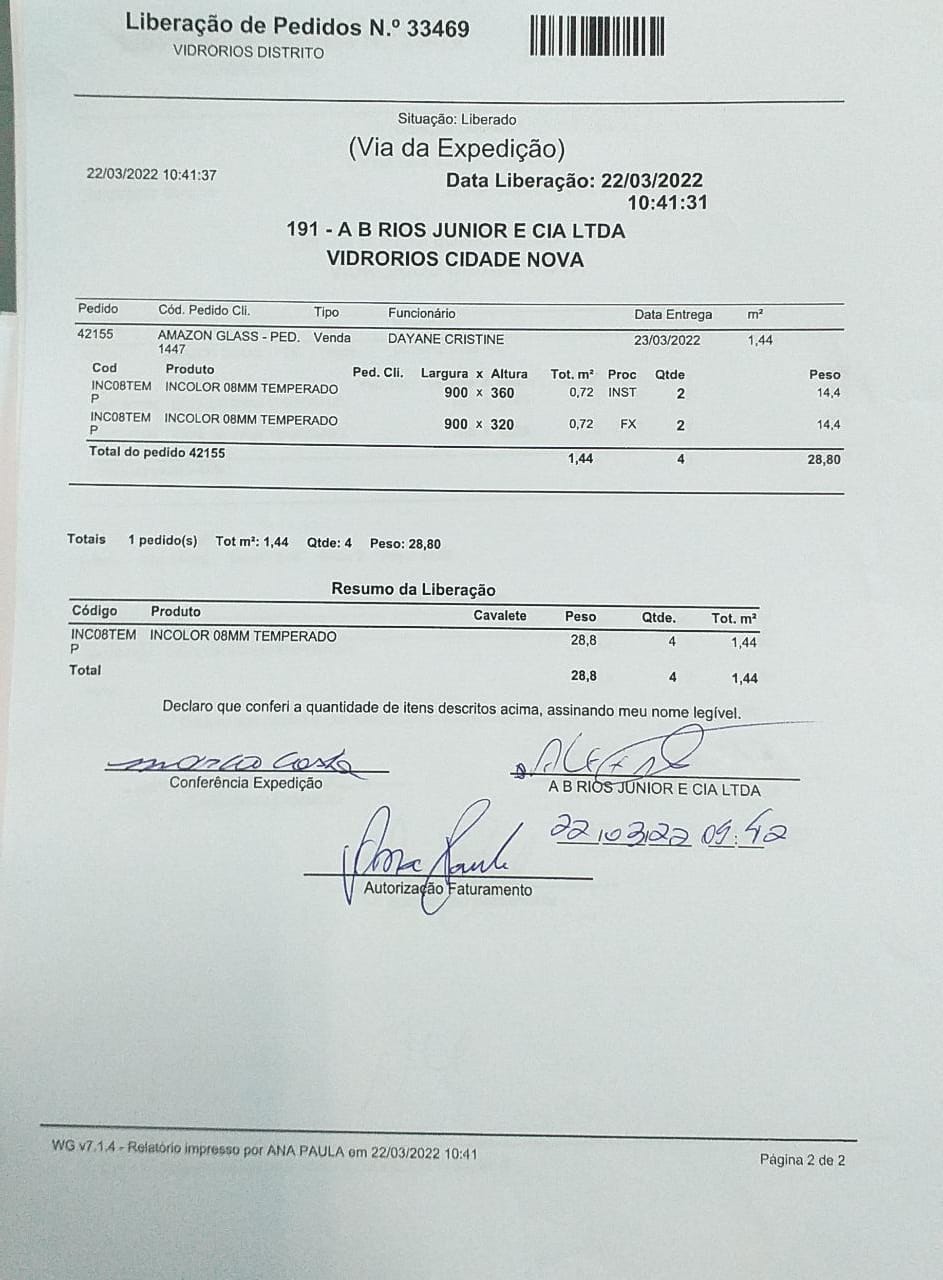 Liberação de Pedidos N.º 33469
VIDRORIOS DISTRITO
Situação: Liberado
(Via da Expedição)
22/03/2022 10:41:37
Data Liberação: 22/03/2022
10:41:31
191 - A B RIOS JUNIOR E CIA LTDA
VIDRORIOS CIDADE NOVA
Pedido Cód. Pedido Cli. Tipo Funcionário Data Entrega m²
42155 AMAZON GLASS - PED. Venda DAYANE CRISTINE 23/03/2022 1,44
1447
Cod Produto Ped. Cli. Largura x Altura Tot. m² Proc Qtde Peso
INC08TEM INCOLOR 08MM TEMPERADO 900 x 360 0,72 INST 2 14,4
P
INC08TEM INCOLOR 08MM TEMPERADO 900 x 320 0,72 FX 2 14,4
P
Total do pedido 42155 1,44 4 28,80
Totais 1 pedido(s) Tot m²: 1,44 Qtde: 4 Peso: 28,80
Resumo da Liberação
Código Produto Cavalete Peso Qtde. Tot. m²
INC08TEM INCOLOR 08MM TEMPERADO 28,8 4 1,44
P
Total 28,8 4 1,44
Declaro que conferi a quantidade de itens descritos acima, assinando meu nome legível.
Costa
Conferência Expedição A B RIOS JUNIOR E CIA LTDA
22/03/22 09:42
Ana Paula
Autorização Faturamento
WG v7.1.4 - Relatório impresso por ANA PAULA em 22/03/2022 10:41
Página 2 de 2